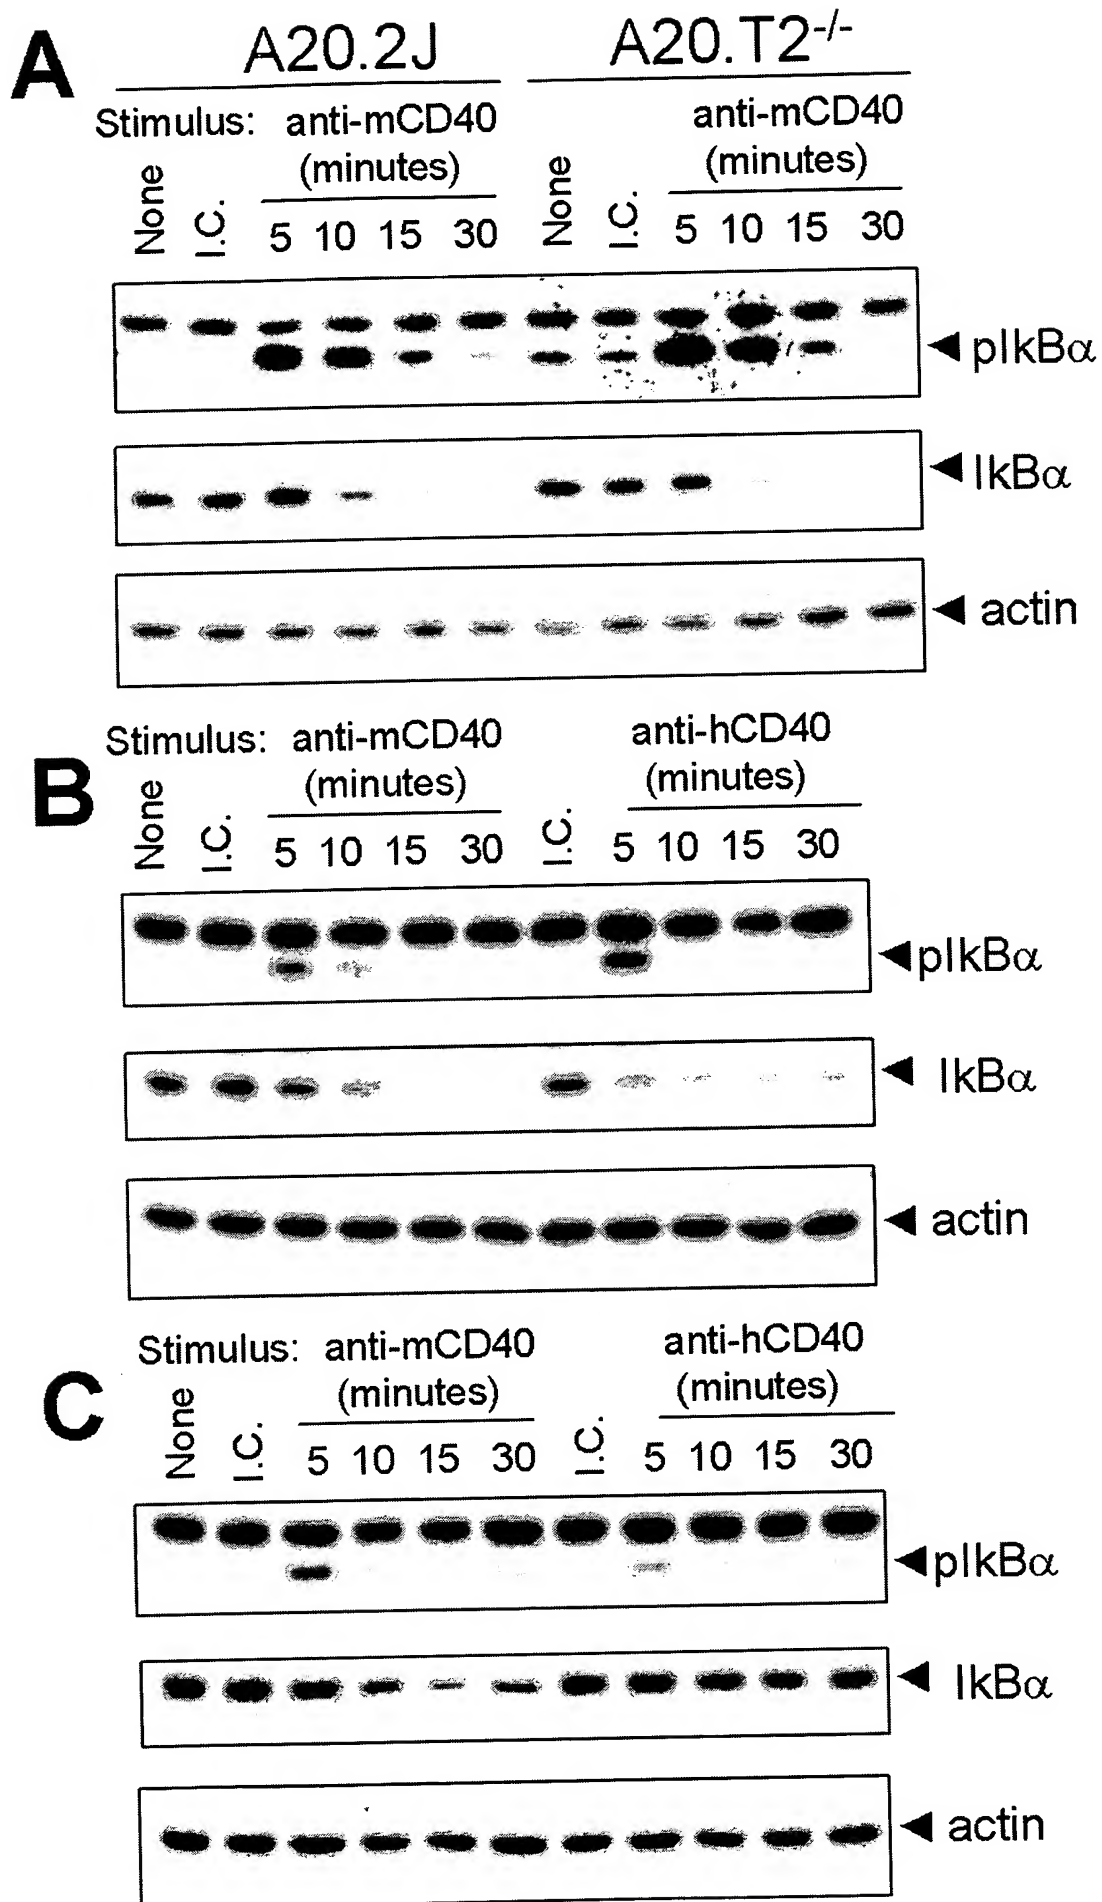 A
A20.2J A20.T2-/-
Stimulus: anti-mCD40 anti-mCD40
(minutes) (minutes)
None I.C. 5 10 15 30 None I.C. 5 10 15 30
pIkBα
IkBα
actin
B
Stimulus: anti-mCD40 anti-hCD40
(minutes) (minutes)
None I.C. 5 10 15 30 I.C. 5 10 15 30
pIkBα
IkBα
actin
C
Stimulus: anti-mCD40 anti-hCD40
(minutes) (minutes)
None I.C. 5 10 15 30 I.C. 5 10 15 30
pIkBα
IkBα
actin